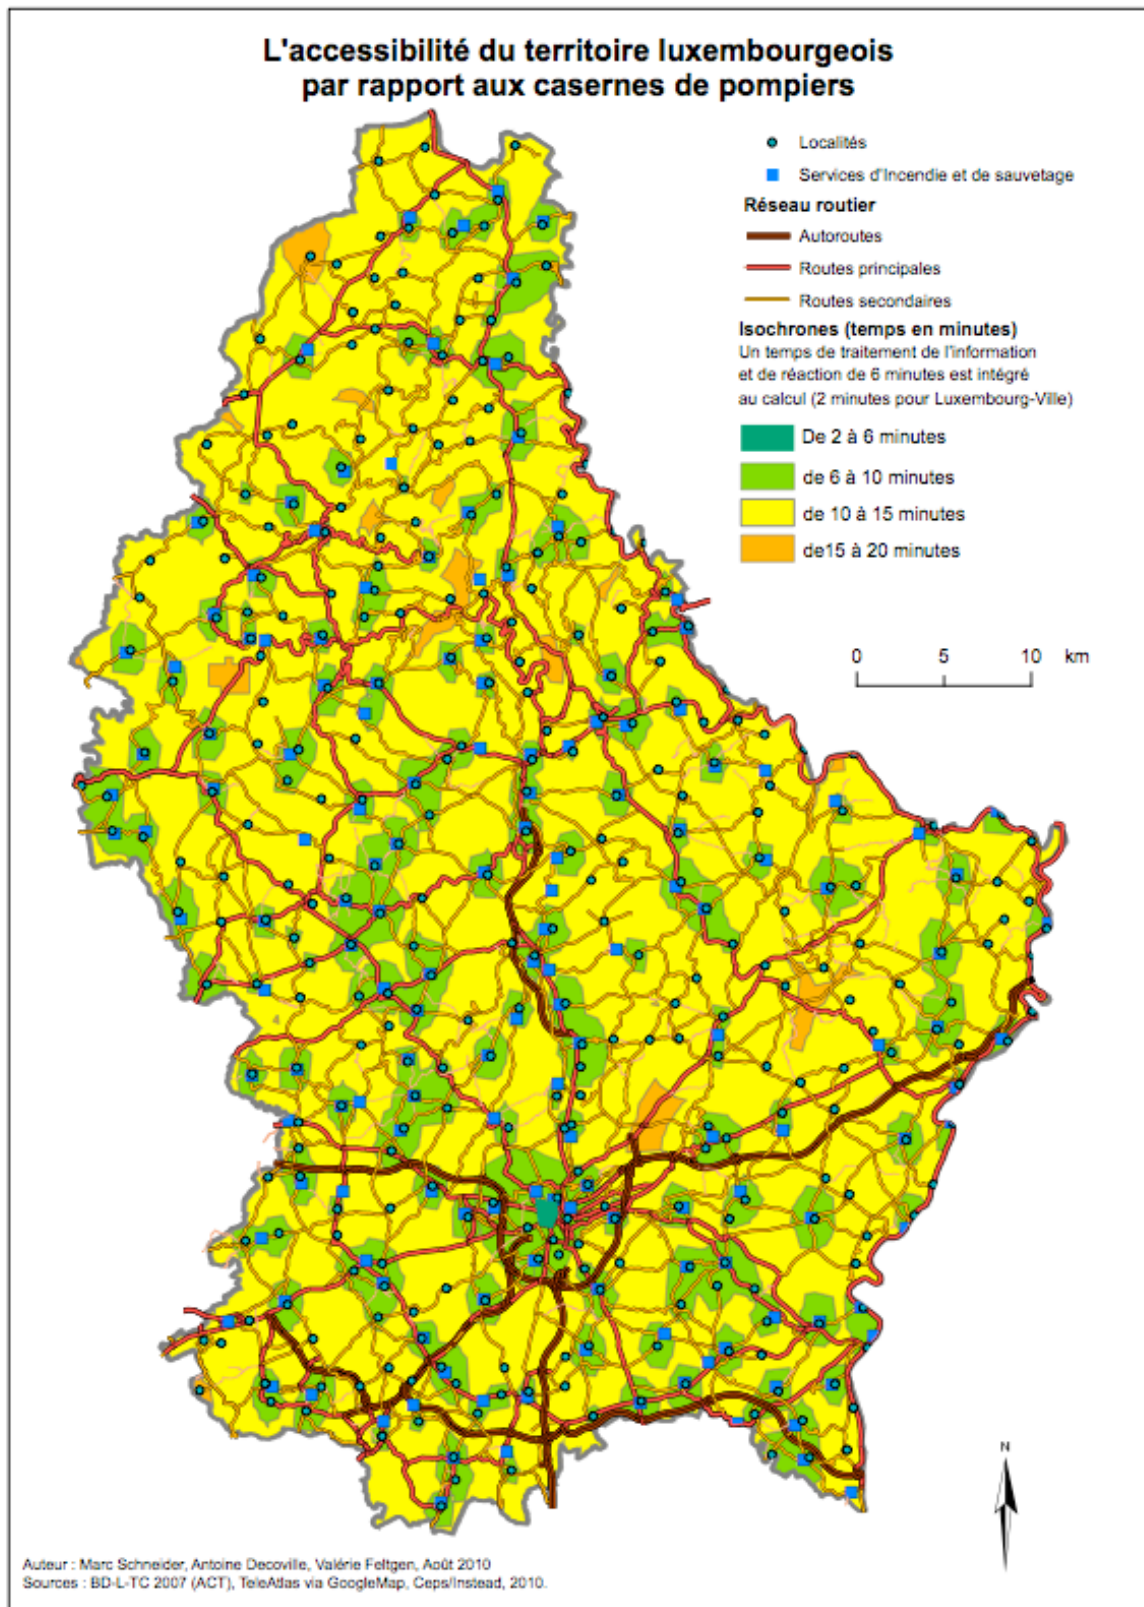 L'accessibilité du territoire luxembourgeois
par rapport aux casernes de pompiers
Localités
Services d'Incendie et de sauvetage
Réseau routier
Autoroutes
Routes principales
Routes secondaires
Isochrones (temps en minutes)
Un temps de traitement de l'information
et de réaction de 6 minutes est intégré
au calcul (2 minutes pour Luxembourg-Ville)
De 2 à 6 minutes
de 6 à 10 minutes
de 10 à 15 minutes
de15 à 20 minutes
0 5 10 km
N
Auteur : Marc Schneider, Antoine Decoville, Valérie Feltgen, Août 2010
Sources : BD-L-TC 2007 (ACT), TeleAtlas via GoogleMap, Ceps/Instead, 2010.